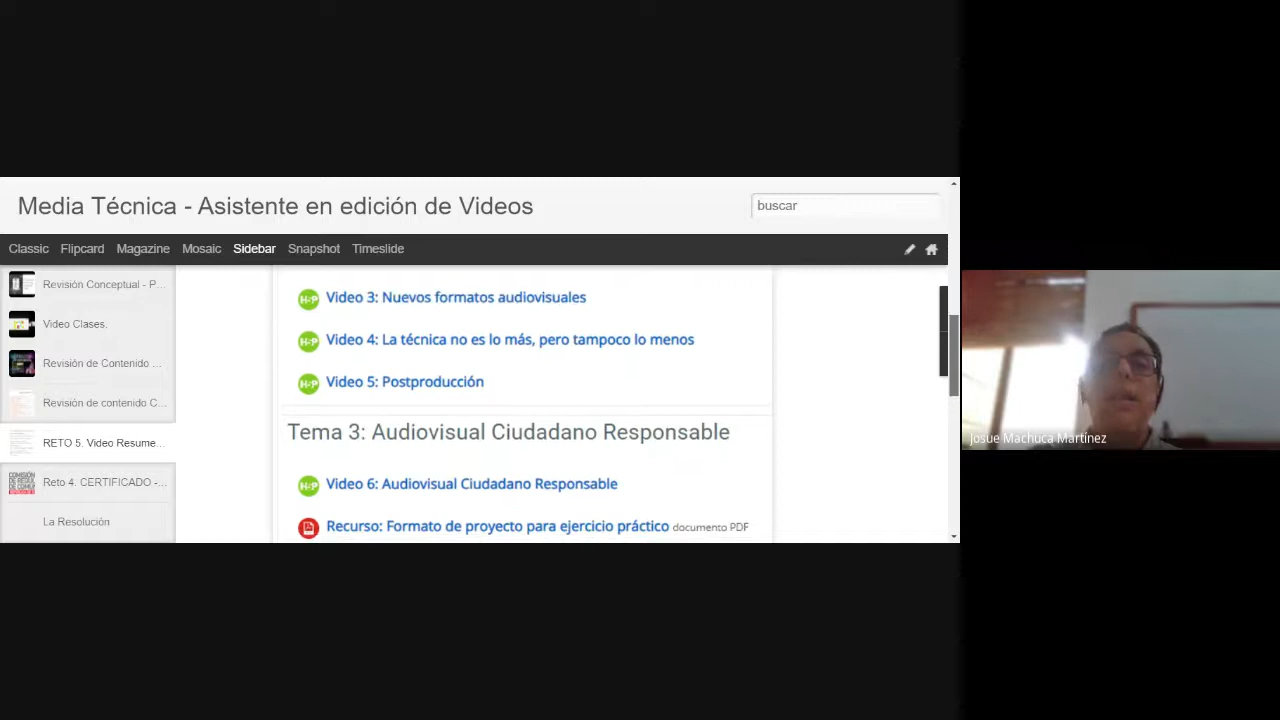 Media Técnica - Asistente en edición de Videos
buscar
Classic Flipcard Magazine Mosaic Sidebar Snapshot Timeslide
Revisión Conceptual - P...
Video Clases.
Revisión de Contenido ...
Revisión de contenido C...
RETO 5. Video Resume...
Reto 4. CERTIFICADO -...
La Resolución
H-P Video 3: Nuevos formatos audiovisuales
H-P Video 4: La técnica no es lo más, pero tampoco lo menos
H-P Video 5: Postproducción
Tema 3: Audiovisual Ciudadano Responsable
H-P Video 6: Audiovisual Ciudadano Responsable
Recurso: Formato de proyecto para ejercicio práctico documento PDF
Josue Machuca Martínez